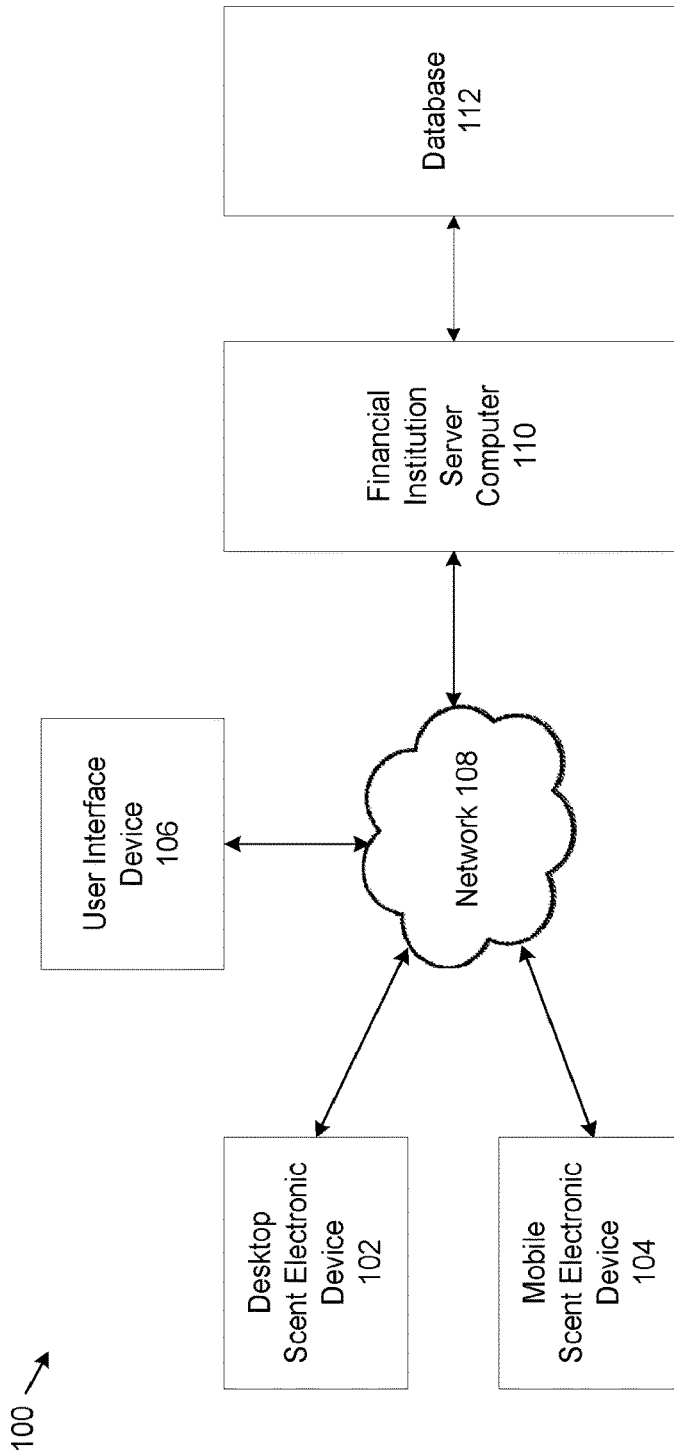 100
Desktop
Scent Electronic
Device
102
Mobile
Scent Electronic
Device
104
User Interface
Device
106
Network 108
Financial
Institution
Server
Computer
110
Database
112